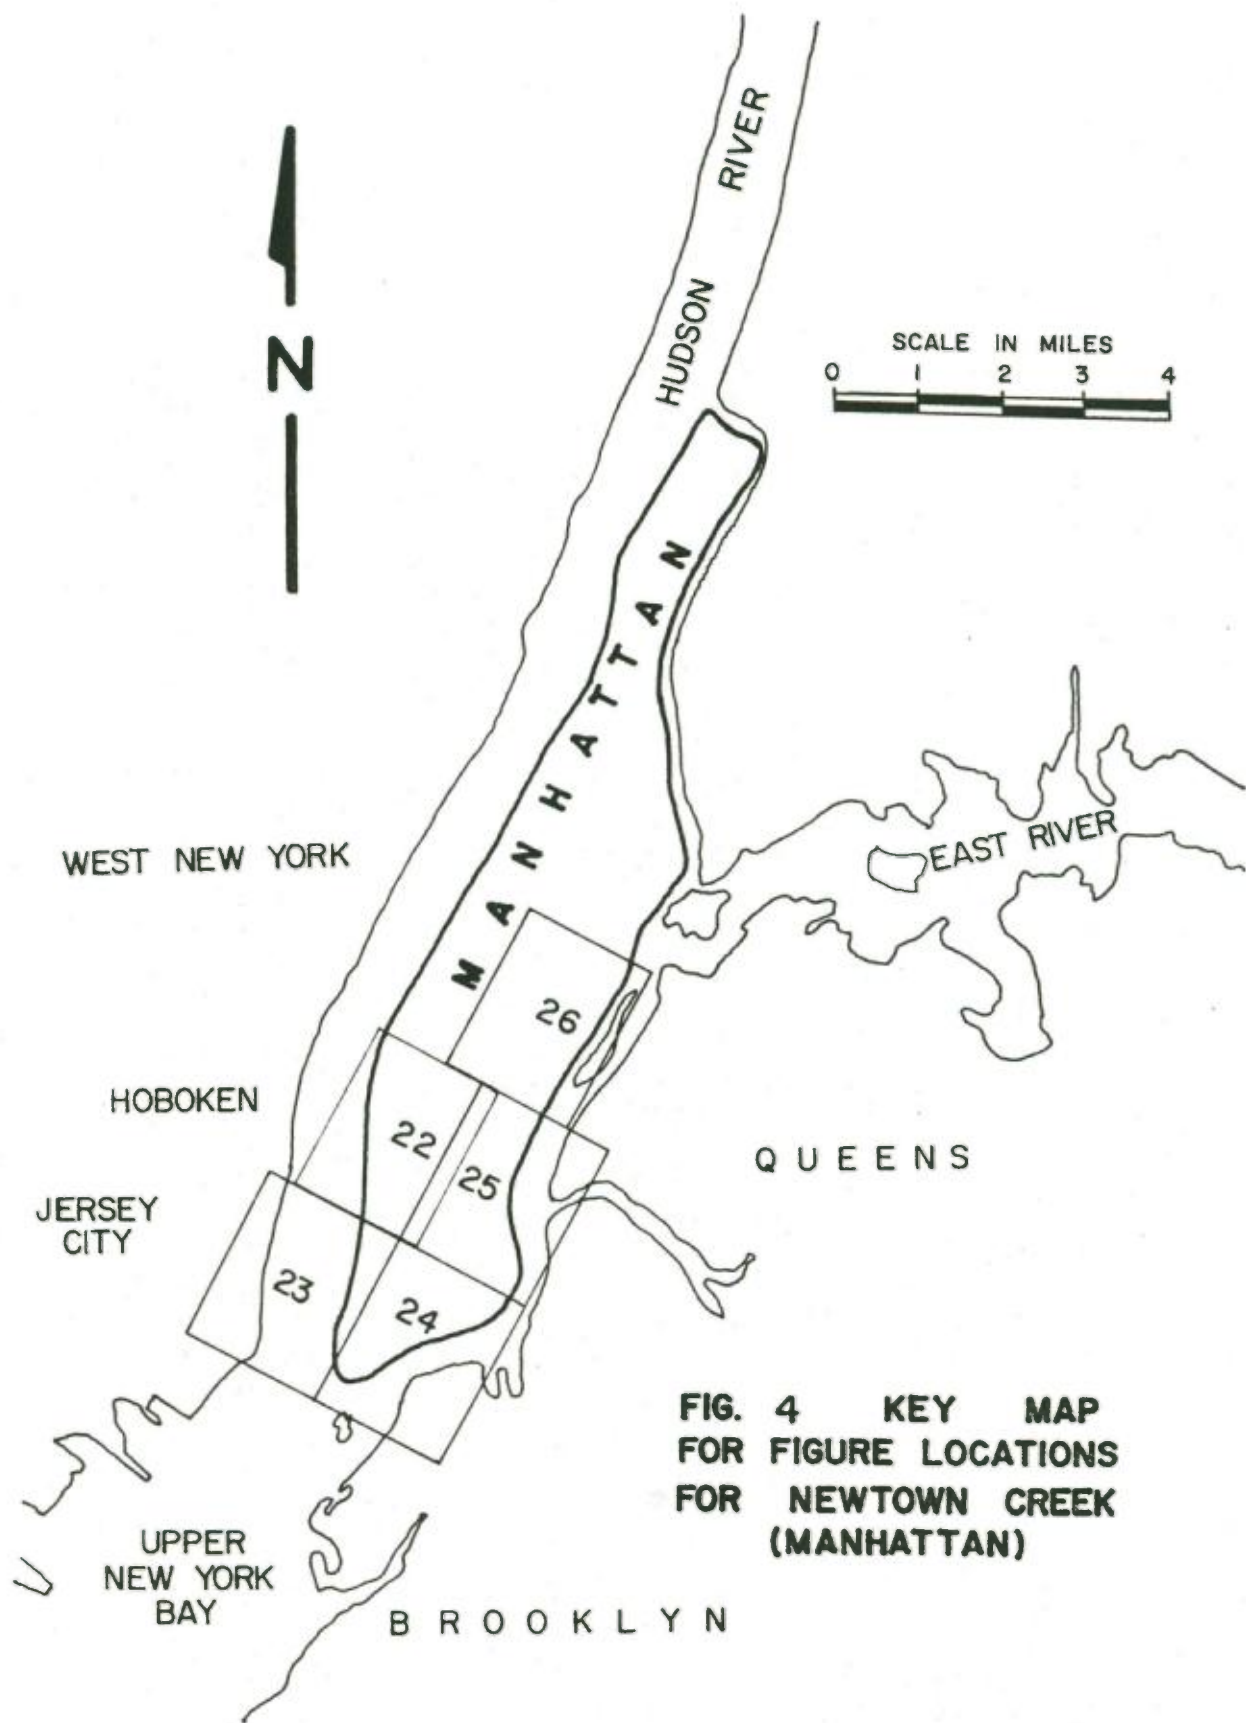 HUDSON RIVER
N
SCALE IN MILES
0 1 2 3 4
MANHATTAN
WEST NEW YORK
EAST RIVER
26
HOBOKEN
22
QUEENS
25
JERSEY
CITY
23
24
FIG. 4 KEY MAP
FOR FIGURE LOCATIONS
FOR NEWTOWN CREEK
(MANHATTAN)
UPPER
NEW YORK
BAY
BROOKLYN